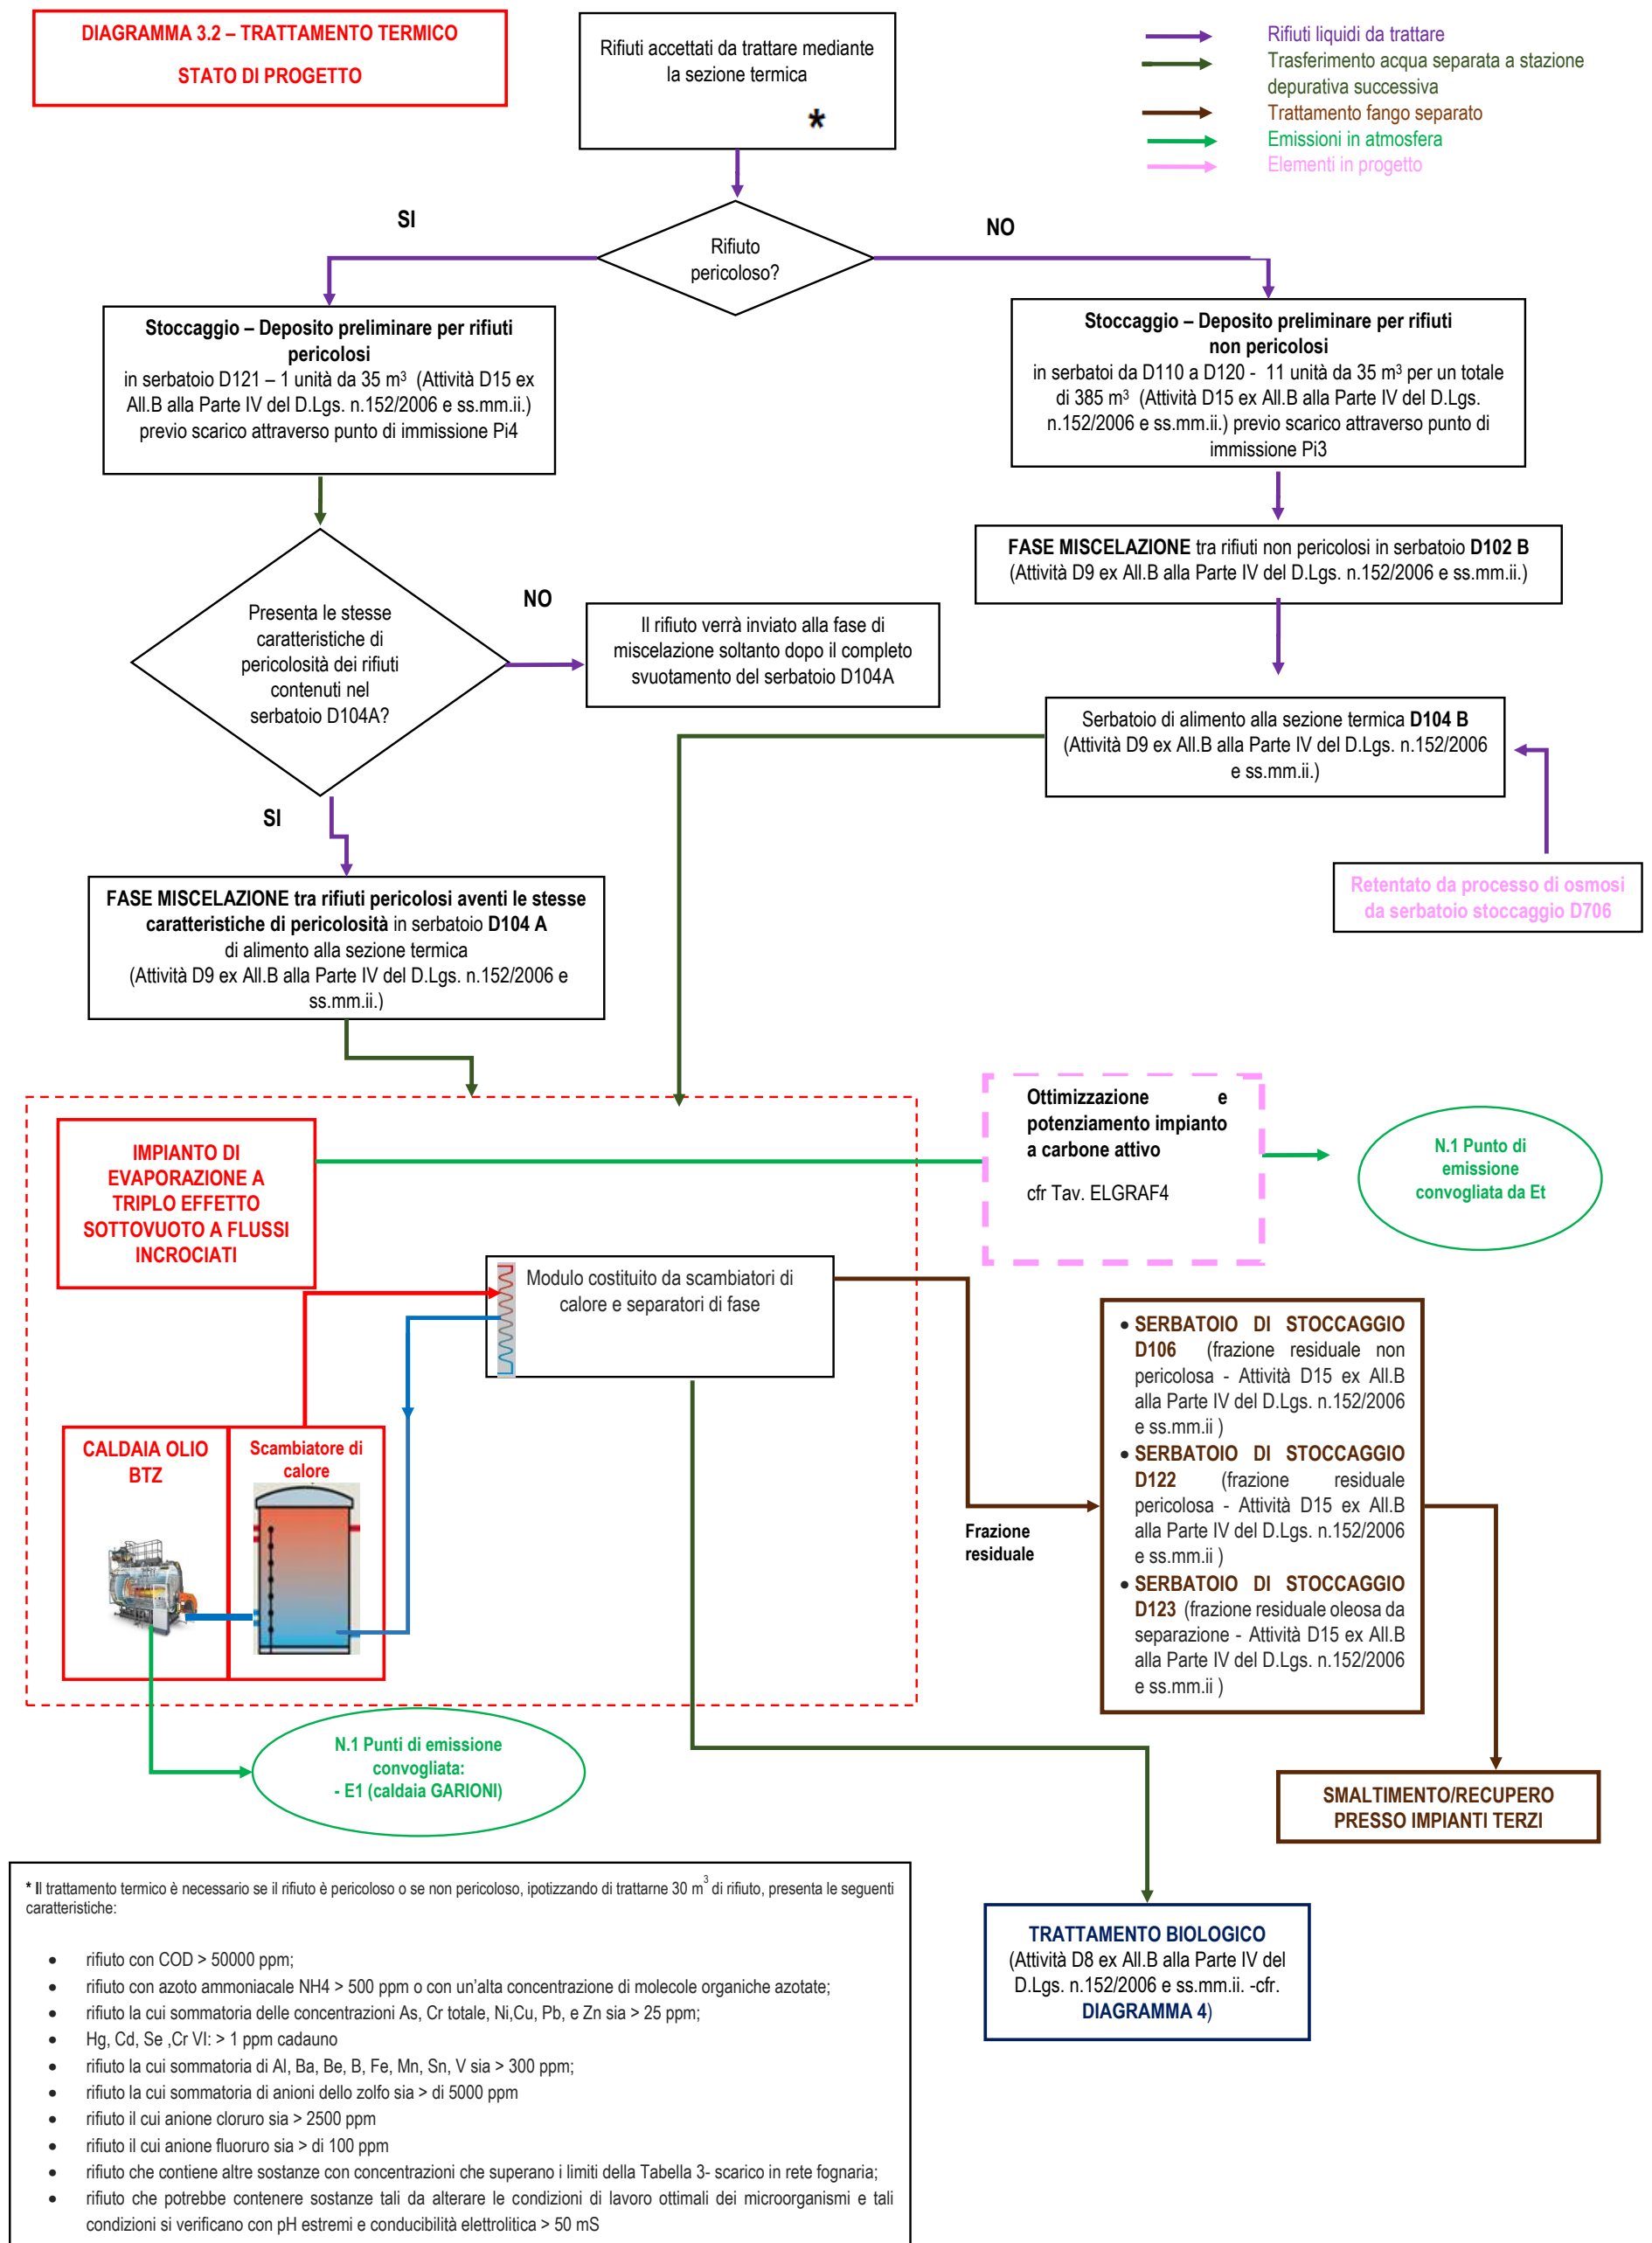 DIAGRAMMA 3.2 – TRATTAMENTO TERMICO
STATO DI PROGETTO
Rifiuti accettati da trattare mediante
la sezione termica
*
Rifiuti liquidi da trattare
Trasferimento acqua separata a stazione
depurativa successiva
Trattamento fango separato
Emissioni in atmosfera
Elementi in progetto
SI
NO
Rifiuto
pericoloso?
Stoccaggio – Deposito preliminare per rifiuti
pericolosi
in serbatoio D121 – 1 unità da 35 m³ (Attività D15 ex
All.B alla Parte IV del D.Lgs. n.152/2006 e ss.mm.ii.)
previo scarico attraverso punto di immissione Pi4
Stoccaggio – Deposito preliminare per rifiuti
non pericolosi
in serbatoi da D110 a D120 - 11 unità da 35 m³ per un totale
di 385 m³ (Attività D15 ex All.B alla Parte IV del D.Lgs.
n.152/2006 e ss.mm.ii.) previo scarico attraverso punto di
immissione Pi3
FASE MISCELAZIONE tra rifiuti non pericolosi in serbatoio D102 B
(Attività D9 ex All.B alla Parte IV del D.Lgs. n.152/2006 e ss.mm.ii.)
Presenta le stesse
caratteristiche di
pericolosità dei rifiuti
contenuti nel
serbatoio D104A?
NO
Il rifiuto verrà inviato alla fase di
miscelazione soltanto dopo il completo
svuotamento del serbatoio D104A
Serbatoio di alimento alla sezione termica D104 B
(Attività D9 ex All.B alla Parte IV del D.Lgs. n.152/2006
e ss.mm.ii.)
SI
Retentato da processo di osmosi
da serbatoio stoccaggio D706
FASE MISCELAZIONE tra rifiuti pericolosi aventi le stesse
caratteristiche di pericolosità in serbatoio D104 A
di alimento alla sezione termica
(Attività D9 ex All.B alla Parte IV del D.Lgs. n.152/2006 e
ss.mm.ii.)
IMPIANTO DI
EVAPORAZIONE A
TRIPLO EFFETTO
SOTTOVUOTO A FLUSSI
INCROCIATI
Ottimizzazione e
potenziamento impianto
a carbone attivo
cfr Tav. ELGRAF4
N.1 Punto di
emissione
convogliata da Et
Modulo costituito da scambiatori di
calore e separatori di fase
CALDAIA OLIO
BTZ
Scambiatore di
calore
Frazione
residuale
• SERBATOIO DI STOCCAGGIO
D106 (frazione residuale non
pericolosa - Attività D15 ex All.B
alla Parte IV del D.Lgs. n.152/2006
e ss.mm.ii )
• SERBATOIO DI STOCCAGGIO
D122 (frazione residuale
pericolosa - Attività D15 ex All.B
alla Parte IV del D.Lgs. n.152/2006
e ss.mm.ii )
• SERBATOIO DI STOCCAGGIO
D123 (frazione residuale oleosa da
separazione - Attività D15 ex All.B
alla Parte IV del D.Lgs. n.152/2006
e ss.mm.ii )
N.1 Punti di emissione
convogliata:
- E1 (caldaia GARIONI)
SMALTIMENTO/RECUPERO
PRESSO IMPIANTI TERZI
TRATTAMENTO BIOLOGICO
(Attività D8 ex All.B alla Parte IV del
D.Lgs. n.152/2006 e ss.mm.ii. -cfr.
DIAGRAMMA 4)
* Il trattamento termico è necessario se il rifiuto è pericoloso o se non pericoloso, ipotizzando di trattarne 30 m³ di rifiuto, presenta le seguenti
caratteristiche:
• rifiuto con COD > 50000 ppm;
• rifiuto con azoto ammoniacale NH4 > 500 ppm o con un'alta concentrazione di molecole organiche azotate;
• rifiuto la cui sommatoria delle concentrazioni As, Cr totale, Ni,Cu, Pb, e Zn sia > 25 ppm;
• Hg, Cd, Se ,Cr VI: > 1 ppm cadauno
• rifiuto la cui sommatoria di Al, Ba, Be, B, Fe, Mn, Sn, V sia > 300 ppm;
• rifiuto la cui sommatoria di anioni dello zolfo sia > di 5000 ppm
• rifiuto il cui anione cloruro sia > 2500 ppm
• rifiuto il cui anione fluoruro sia > di 100 ppm
• rifiuto che contiene altre sostanze con concentrazioni che superano i limiti della Tabella 3- scarico in rete fognaria;
• rifiuto che potrebbe contenere sostanze tali da alterare le condizioni di lavoro ottimali dei microorganismi e tali
condizioni si verificano con pH estremi e conducibilità elettrolitica > 50 mS